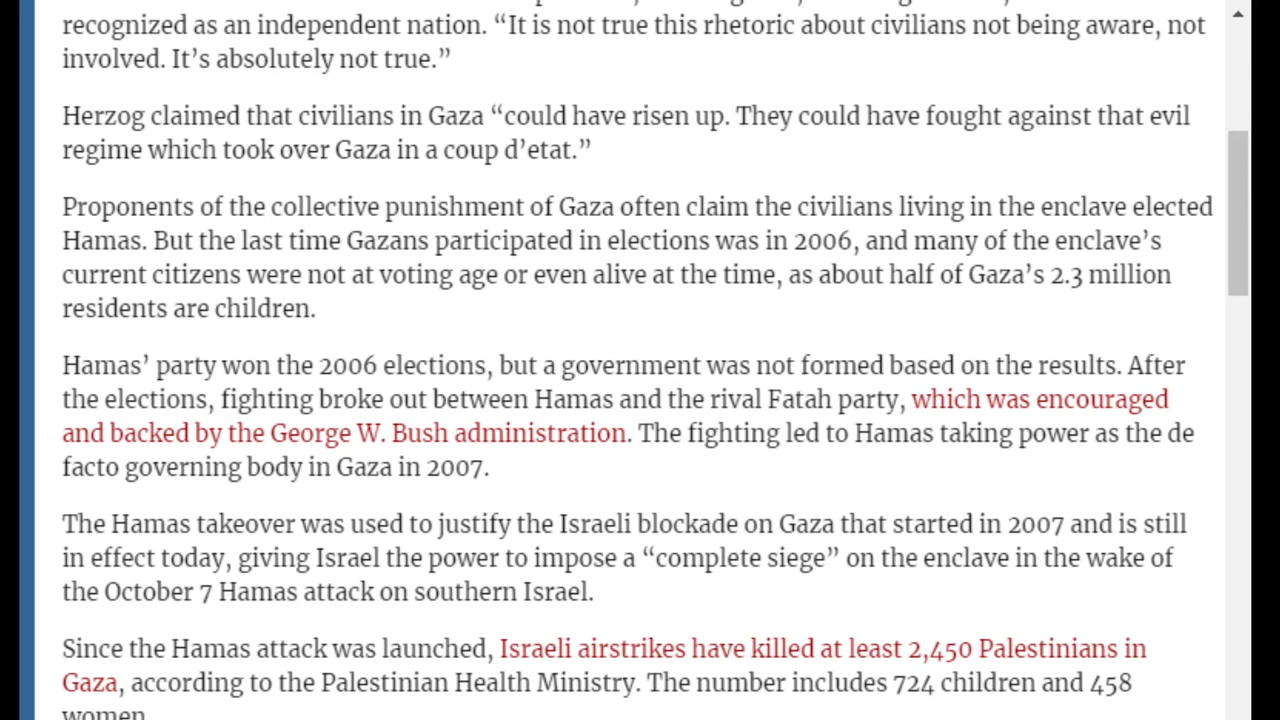 recognized as an independent nation. “It is not true this rhetoric about civilians not being aware, not
involved. It’s absolutely not true.”
Herzog claimed that civilians in Gaza “could have risen up. They could have fought against that evil
regime which took over Gaza in a coup d’etat.”
Proponents of the collective punishment of Gaza often claim the civilians living in the enclave elected
Hamas. But the last time Gazans participated in elections was in 2006, and many of the enclave’s
current citizens were not at voting age or even alive at the time, as about half of Gaza’s 2.3 million
residents are children.
Hamas’ party won the 2006 elections, but a government was not formed based on the results. After
the elections, fighting broke out between Hamas and the rival Fatah party, which was encouraged
and backed by the George W. Bush administration. The fighting led to Hamas taking power as the de
facto governing body in Gaza in 2007.
The Hamas takeover was used to justify the Israeli blockade on Gaza that started in 2007 and is still
in effect today, giving Israel the power to impose a “complete siege” on the enclave in the wake of
the October 7 Hamas attack on southern Israel.
Since the Hamas attack was launched, Israeli airstrikes have killed at least 2,450 Palestinians in
Gaza, according to the Palestinian Health Ministry. The number includes 724 children and 458
women